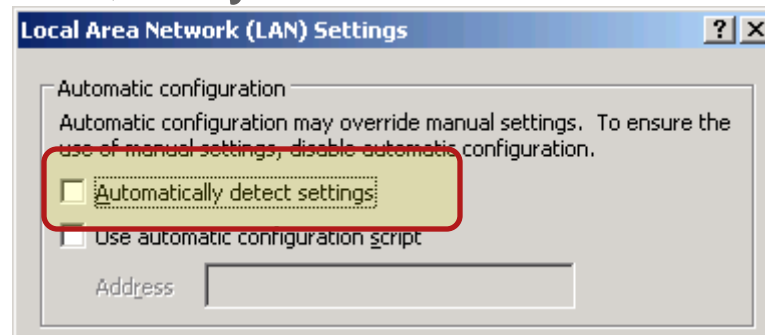 Local Area Network (LAN) Settings
Automatic configuration
Automatic configuration may override manual settings. To ensure the
use of manual settings, disable automatic configuration.
Automatically detect settings
Use automatic configuration script
Address